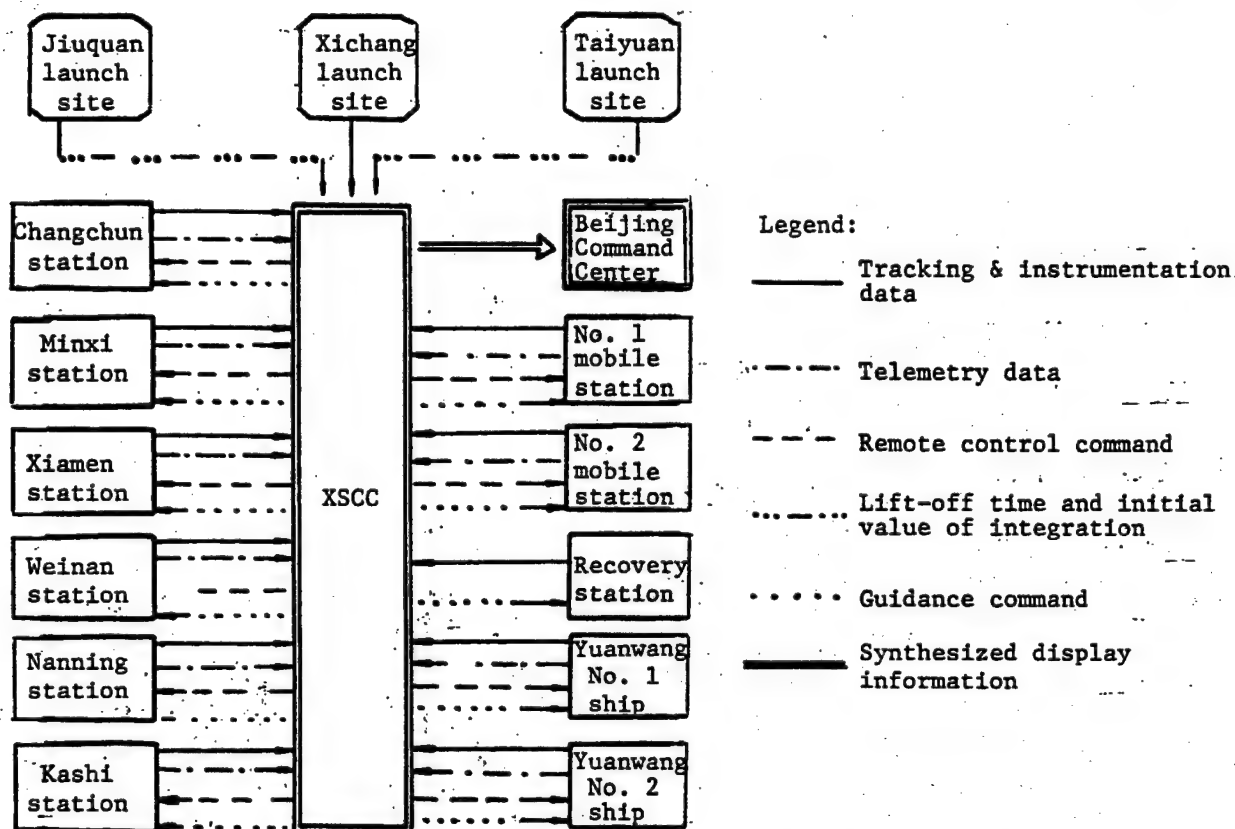 Jiuquan
launch
site
Xichang
launch
site
Taiyuan
launch
site
Changchun
station
Minxi
station
Xiamen
station
Weinan
station
Nanning
station
Kashi
station
XSCC
Beijing
Command
Center
No. 1
mobile
station
No. 2
mobile
station
Recovery
station
Yuanwang
No. 1
ship
Yuanwang
No. 2
ship
Legend:
Tracking & instrumentation
data
Telemetry data
Remote control command
Lift-off time and initial
value of integration
Guidance command
Synthesized display
information